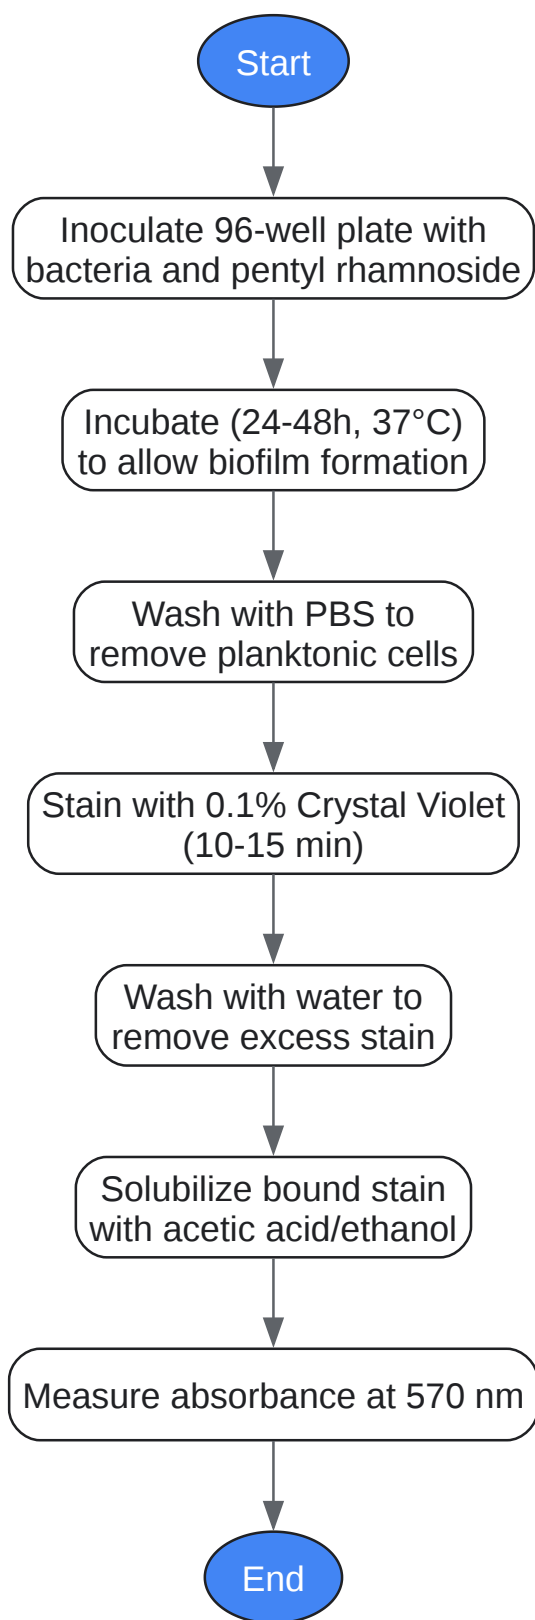 Start
Inoculate 96-well plate with
bacteria and pentyl rhamnoside
Incubate (24-48h, 37°C)
to allow biofilm formation
Wash with PBS to
remove planktonic cells
Stain with 0.1% Crystal Violet
(10-15 min)
Wash with water to
remove excess stain
Solubilize bound stain
with acetic acid/ethanol
Measure absorbance at 570 nm
End